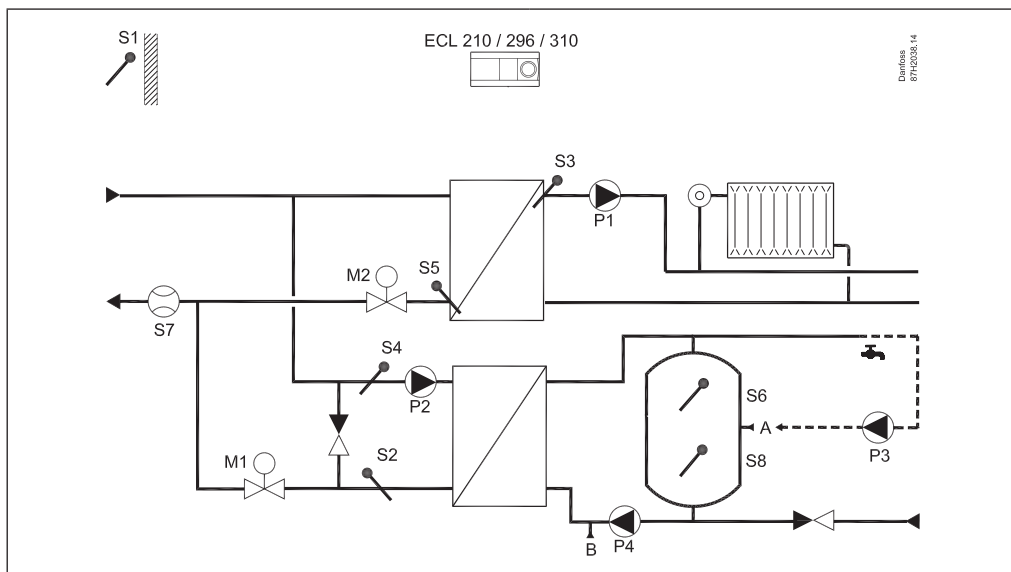 S1
ECL 210 / 296 / 310
Danfoss
87H2038.14
S3
P1
M2
S5
S7
S4
P2
S6
A
P3
S8
M1
S2
B
P4